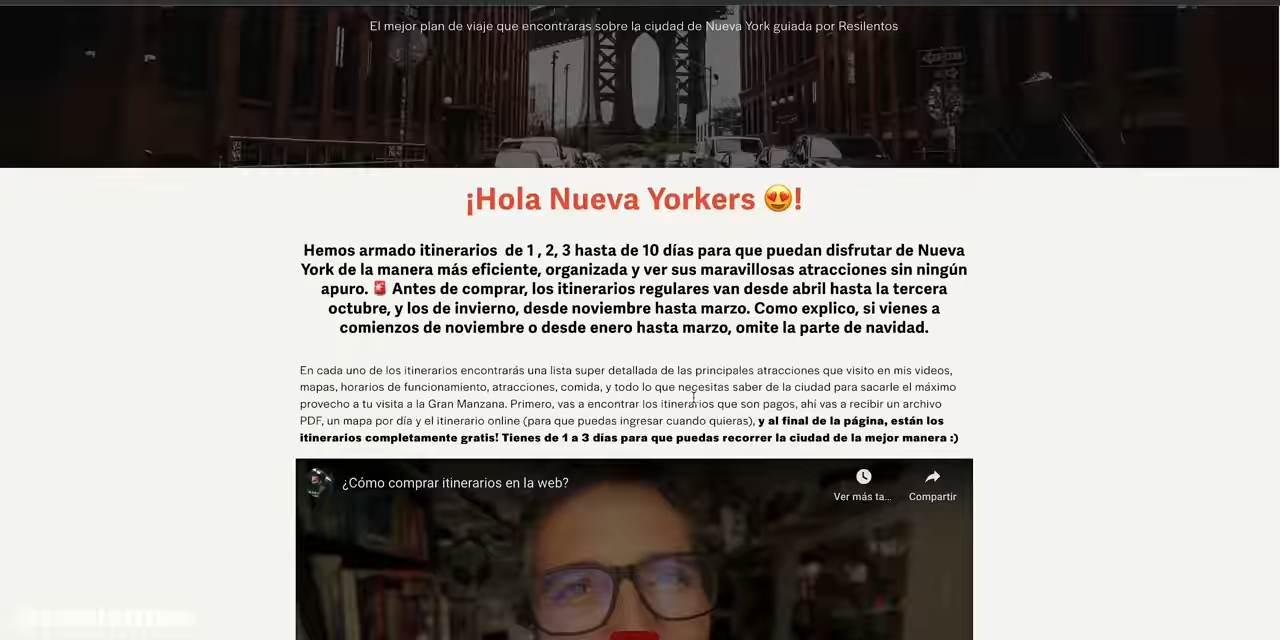 El mejor plan de viaje que encontraras sobre la ciudad de Nueva York guiada por Resilentos
¡Hola Nueva Yorkers 😍!
Hemos armado itinerarios de 1 , 2, 3 hasta de 10 días para que puedan disfrutar de Nueva
York de la manera más eficiente, organizada y ver sus maravillosas atracciones sin ningún
apuro. 🚨 Antes de comprar, los itinerarios regulares van desde abril hasta la tercera
octubre, y los de invierno, desde noviembre hasta marzo. Como explico, si vienes a
comienzos de noviembre o desde enero hasta marzo, omite la parte de navidad.
En cada uno de los itinerarios encontrarás una lista super detallada de las principales atracciones que visito en mis videos,
mapas, horarios de funcionamiento, atracciones, comida, y todo lo que necesitas saber de la ciudad para sacarle el máximo
provecho a tu visita a la Gran Manzana. Primero, vas a encontrar los itinerarios que son pagos, ahí vas a recibir un archivo
PDF, un mapa por día y el itinerario online (para que puedas ingresar cuando quieras), y al final de la página, están los
itinerarios completamente gratis! Tienes de 1 a 3 días para que puedas recorrer la ciudad de la mejor manera :)
¿Cómo comprar itinerarios en la web?
Ver más ta...
Compartir